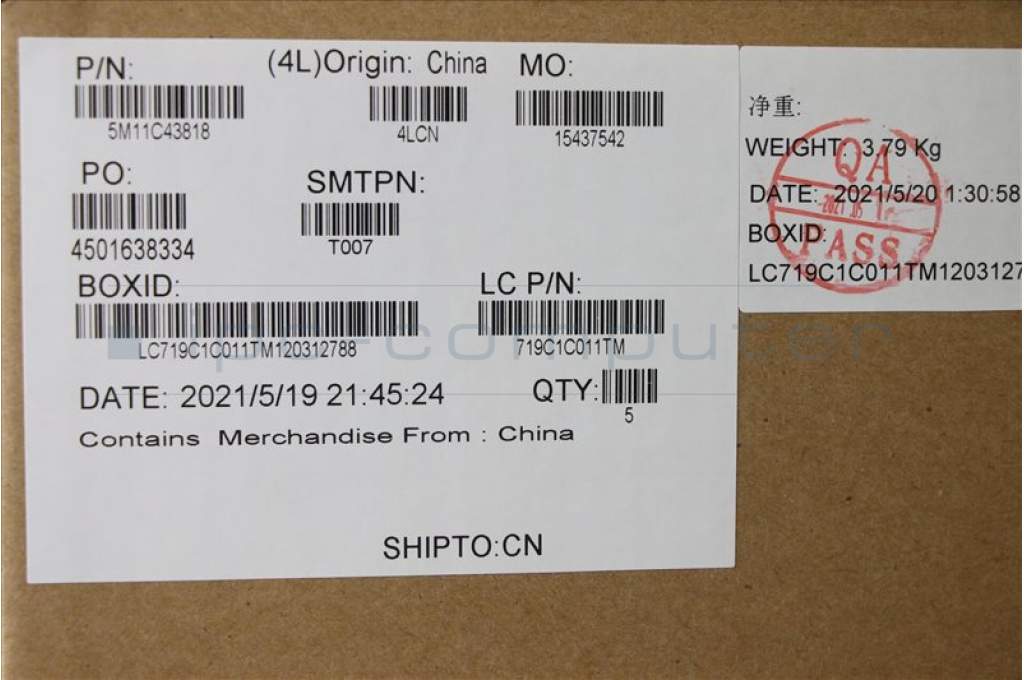 P/N: (4L)Origin: China MO:
5M11C43818 4LCN 15437542
PO: SMTPN:
4501638334 T007
BOXID: LC P/N:
LC719C1C011TM120312788 719C1C011TM
ipc-computer
DATE: 2021/5/19 21:45:24 QTY:
5
Contains Merchandise From : China
SHIPTO:CN
净重:
WEIGHT: 3.79 Kg
DATE: 2021/5/20 1:30:58
BOXID:
LC719C1C011TM1203127
QA
PASS